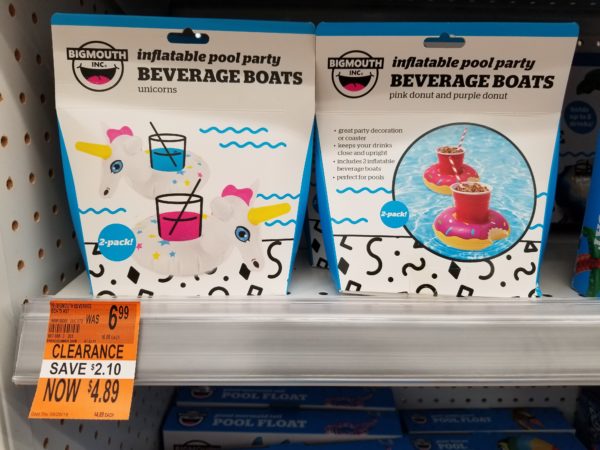 BIGMOUTH
INC.
inflatable pool party
BEVERAGE BOATS
unicorns
2-pack!
BIGMOUTH
INC.
inflatable pool party
BEVERAGE BOATS
pink donut and purple donut
• great party decoration
or coaster
• keeps your drinks
close and upright
• includes 2 inflatable
beverage boats
• perfect for pools
2-pack!
WAS 6.99
CLEARANCE
SAVE $2.10
NOW $4.89
POOL FLOAT
POOL FLOAT